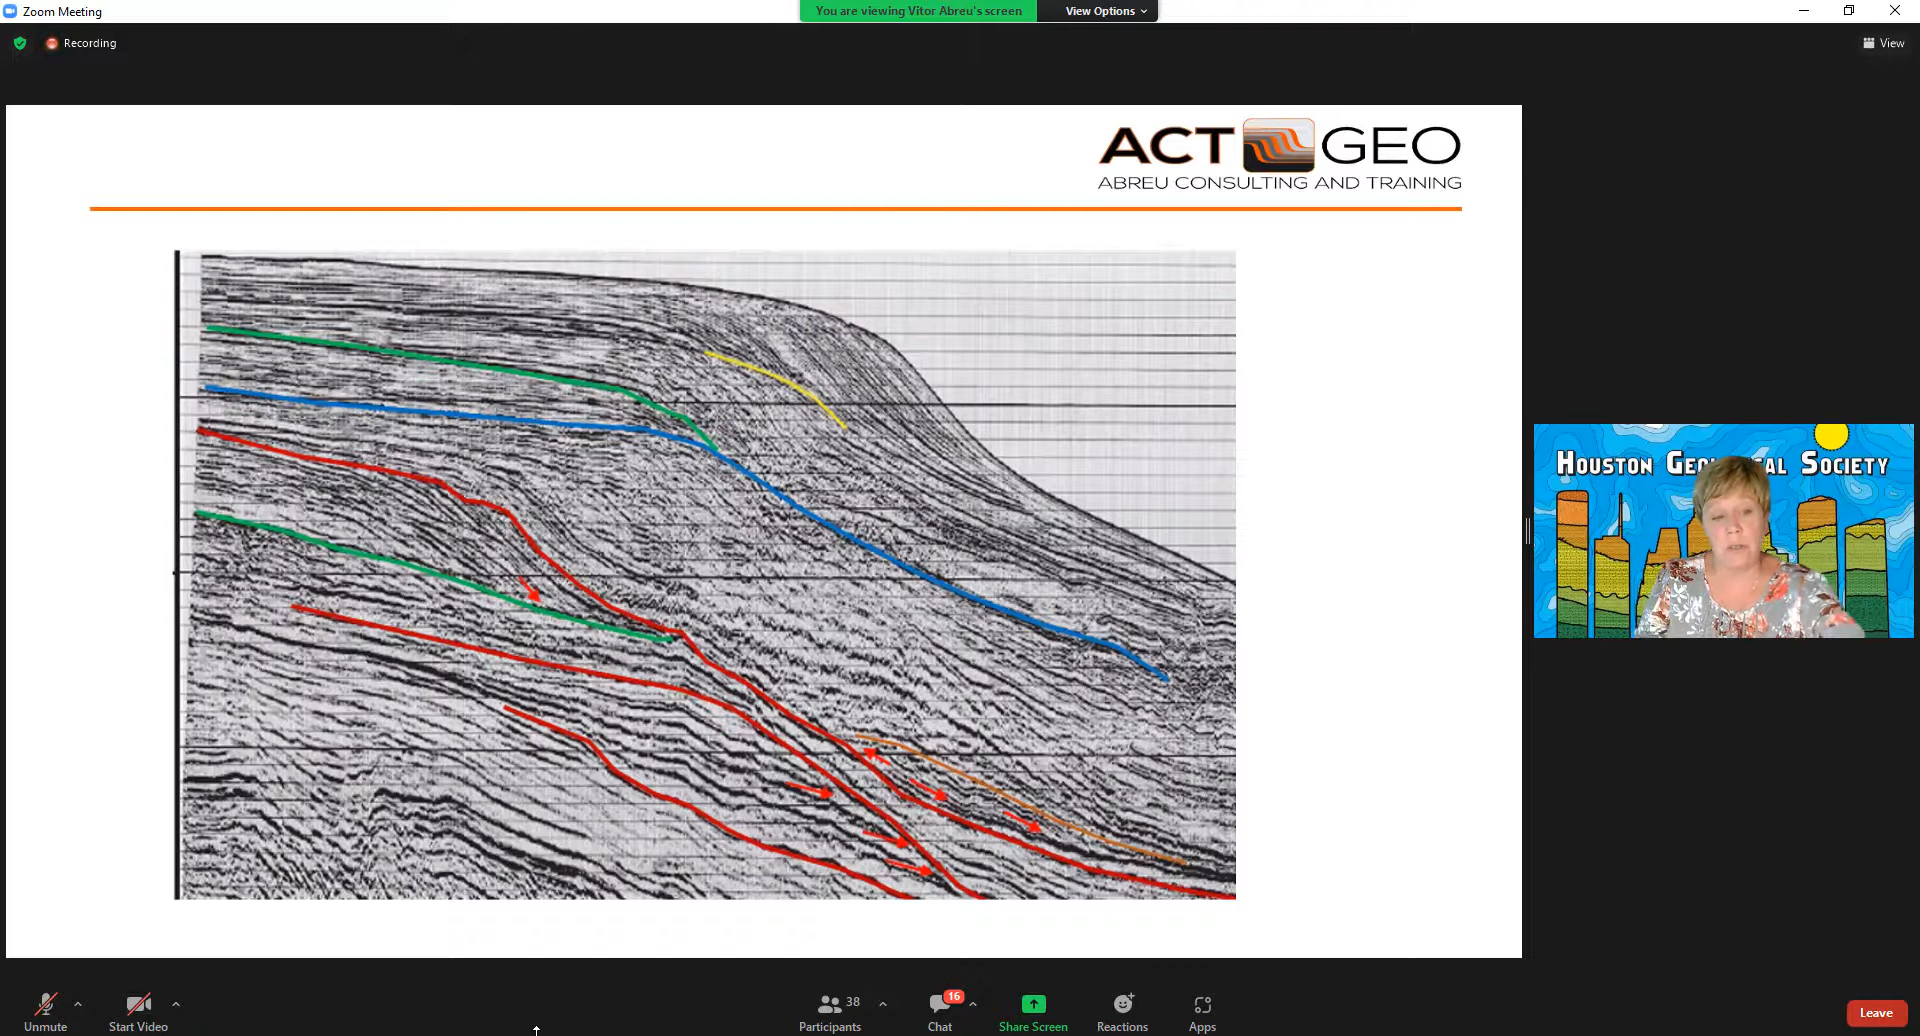 Zoom Meeting
You are viewing Vitor Abreu's screen
View Options
Recording
View
ACT GEO
ABREU CONSULTING AND TRAINING
HOUSTON GE AL SOCIETY
Unmute
Start Video
38
Participants
16
Chat
Share Screen
Reactions
Apps
Leave